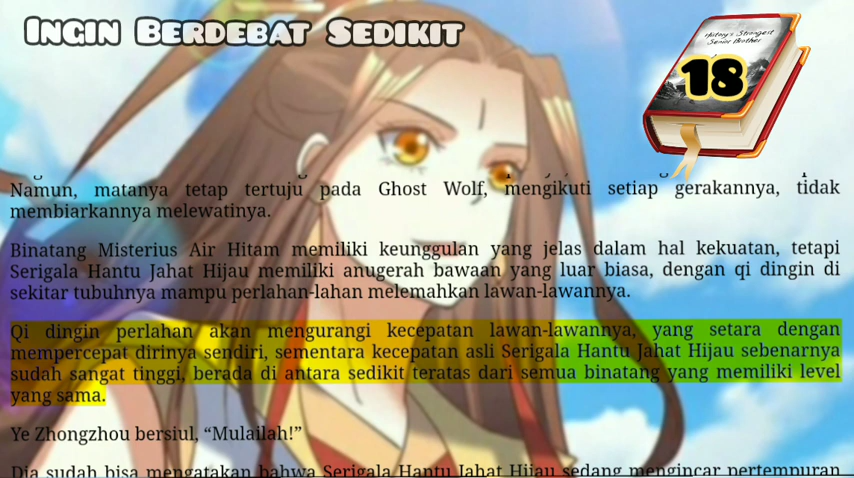 INGIN BERDEBAT SEDIKIT
History's Strongest
Senior Brother
18
Namun, matanya tetap tertuju pada Ghost Wolf, mengikuti setiap gerakannya, tidak
membiarkannya melewatinya.
Binatang Misterius Air Hitam memiliki keunggulan yang jelas dalam hal kekuatan, tetapi
Serigala Hantu Jahat Hijau memiliki anugerah bawaan yang luar biasa, dengan qi dingin di
sekitar tubuhnya mampu perlahan-lahan melemahkan lawan-lawannya.
Qi dingin perlahan akan mengurangi kecepatan lawan-lawannya, yang setara dengan
mempercepat dirinya sendiri, sementara kecepatan asli Serigala Hantu Jahat Hijau sebenarnya
sudah sangat tinggi, berada di antara sedikit teratas dari semua binatang yang memiliki level
yang sama.
Ye Zhongzhou bersiul, “Mulailah!”
Dia sudah bisa mengatakan bahwa Serigala Hantu Jahat Hijau sedang mengincar pertempuran